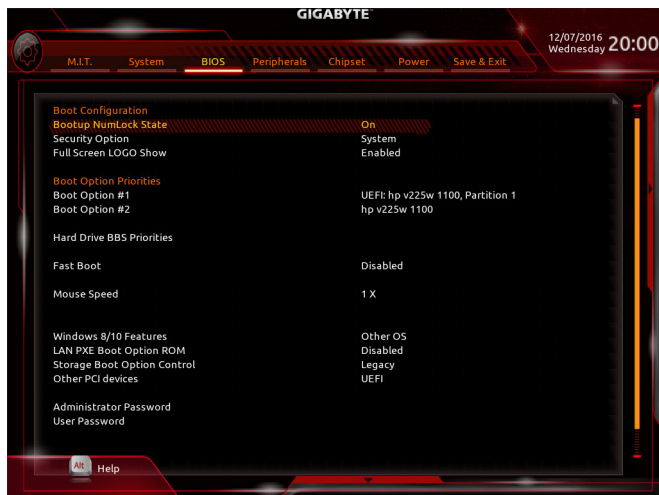 GIGABYTE™
12/07/2016
Wednesday 20:00
M.I.T. System BIOS Peripherals Chipset Power Save & Exit
Boot Configuration
Bootup NumLock State On
Security Option System
Full Screen LOGO Show Enabled
Boot Option Priorities
Boot Option #1 UEFI: hp v225w 1100, Partition 1
Boot Option #2 hp v225w 1100
Hard Drive BBS Priorities
Fast Boot Disabled
Mouse Speed 1 X
Windows 8/10 Features Other OS
LAN PXE Boot Option ROM Disabled
Storage Boot Option Control Legacy
Other PCI devices UEFI
Administrator Password
User Password
Alt Help